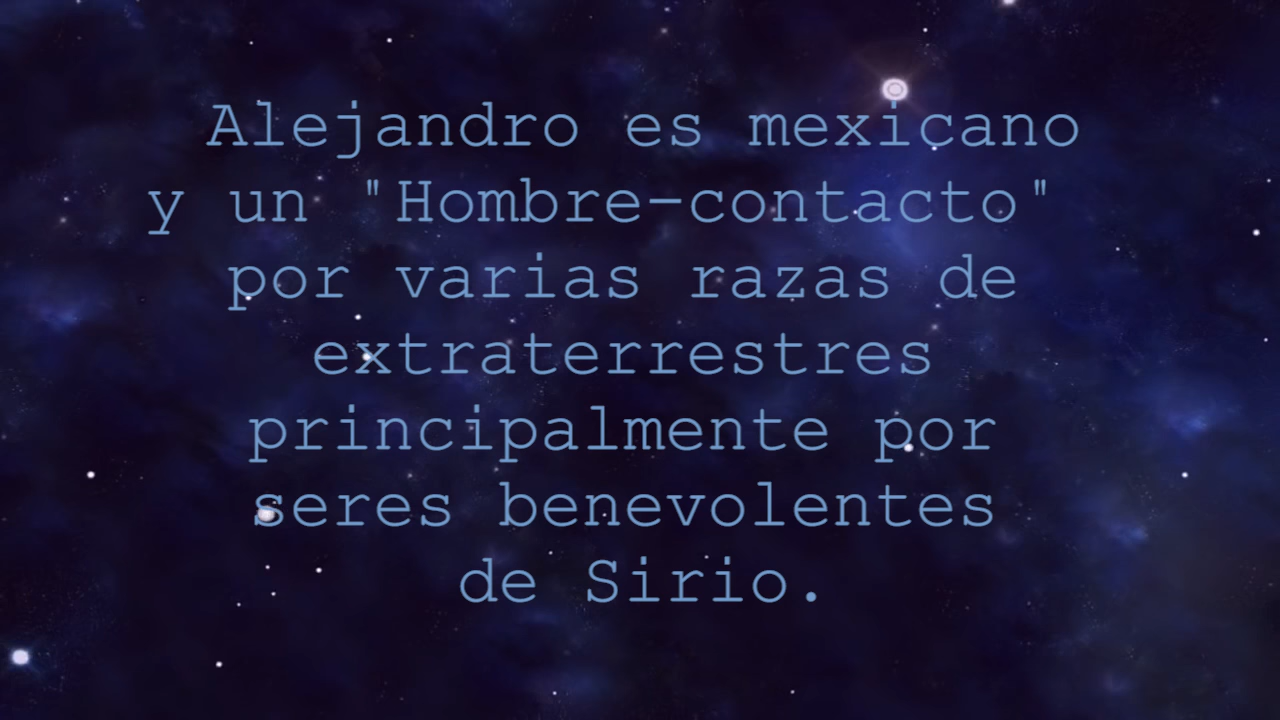 Alejandro es mexicano
y un "Hombre-contacto"
por varias razas de
extraterrestres
principalmente por
seres benevolentes
de Sirio.